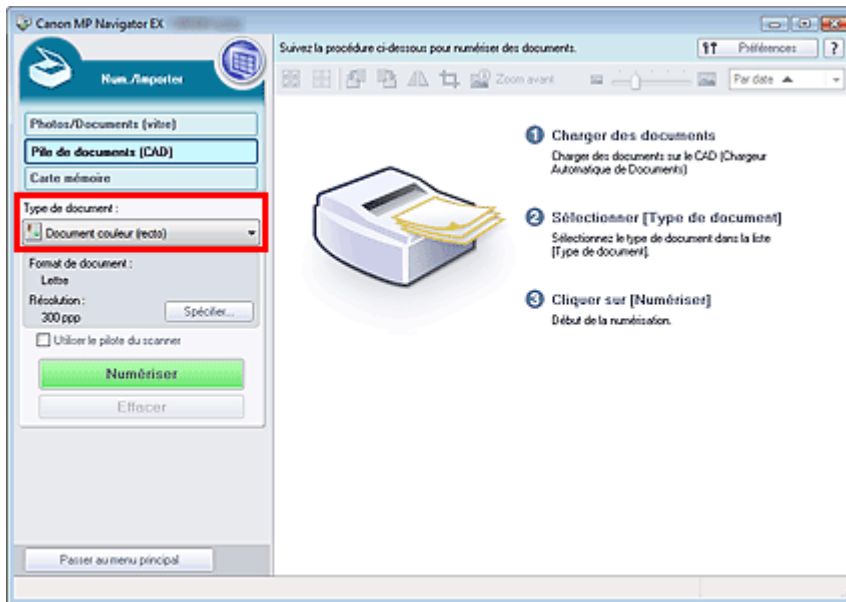 Canon MP Navigator EX
Num./Importer
Photos/Documents (vitre)
Pile de documents (CAD)
Carte mémoire
Type de document :
Document couleur (recto)
Format de document :
Lettre
Résolution :
300 ppp
Spécifier...
Utiliser le pilote du scanner
Numériser
Effacer
Passer au menu principal
Suivez la procédure ci-dessous pour numériser des documents.
Préférences
?
Zoom avant
Par date
1 Charger des documents
Charger des documents sur le CAD (Chargeur
Automatique de Documents)
2 Sélectionner [Type de document]
Sélectionnez le type de document dans la liste
[Type de document].
3 Cliquer sur [Numériser]
Début de la numérisation.